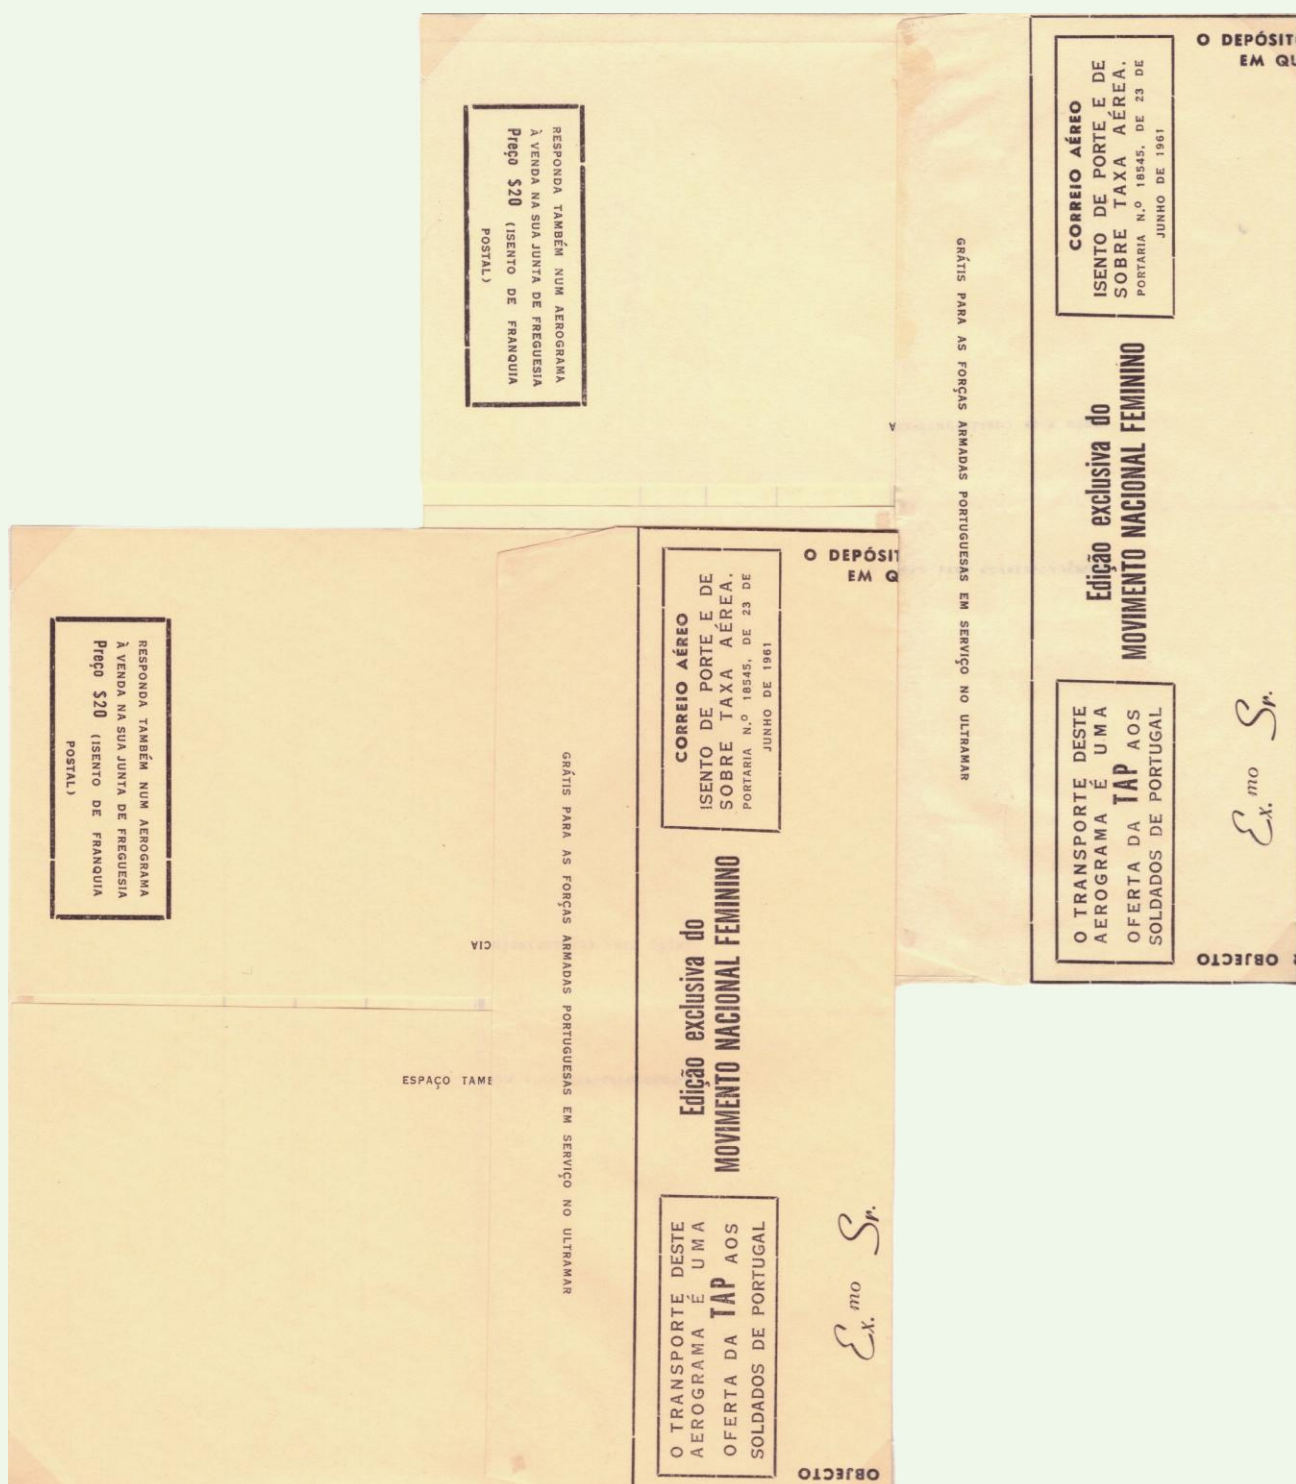 RESPONDA TAMBÉM NUM AEROGRAMA
À VENDA NA SUA JUNTA DE FREGUESIA
Preço $20 (ISENTO DE FRANQUIA
POSTAL)
GRÁTIS PARA AS FORÇAS ARMADAS PORTUGUESAS EM SERVIÇO NO ULTRAMAR
CORREIO AÉREO
ISENTO DE PORTE E DE
SOBRE TAXA AÉREA.
PORTARIA N.º 18545, DE 23 DE
JUNHO DE 1961
Edição exclusiva do
MOVIMENTO NACIONAL FEMININO
O TRANSPORTE DESTE
AEROGRAMA É UMA
OFERTA DA TAP AOS
SOLDADOS DE PORTUGAL
O DEPÓSIT
EM QU
Ex.mo Sr.
OBJECTO
RESPONDA TAMBÉM NUM AEROGRAMA
À VENDA NA SUA JUNTA DE FREGUESIA
Preço $20 (ISENTO DE FRANQUIA
POSTAL)
CIA
ESPAÇO TAMB
GRÁTIS PARA AS FORÇAS ARMADAS PORTUGUESAS EM SERVIÇO NO ULTRAMAR
CORREIO AÉREO
ISENTO DE PORTE E DE
SOBRE TAXA AÉREA.
PORTARIA N.º 18545, DE 23 DE
JUNHO DE 1961
Edição exclusiva do
MOVIMENTO NACIONAL FEMININO
O TRANSPORTE DESTE
AEROGRAMA É UMA
OFERTA DA TAP AOS
SOLDADOS DE PORTUGAL
O DEPÓSIT
EM Q
Ex.mo Sr.
OBJECTO